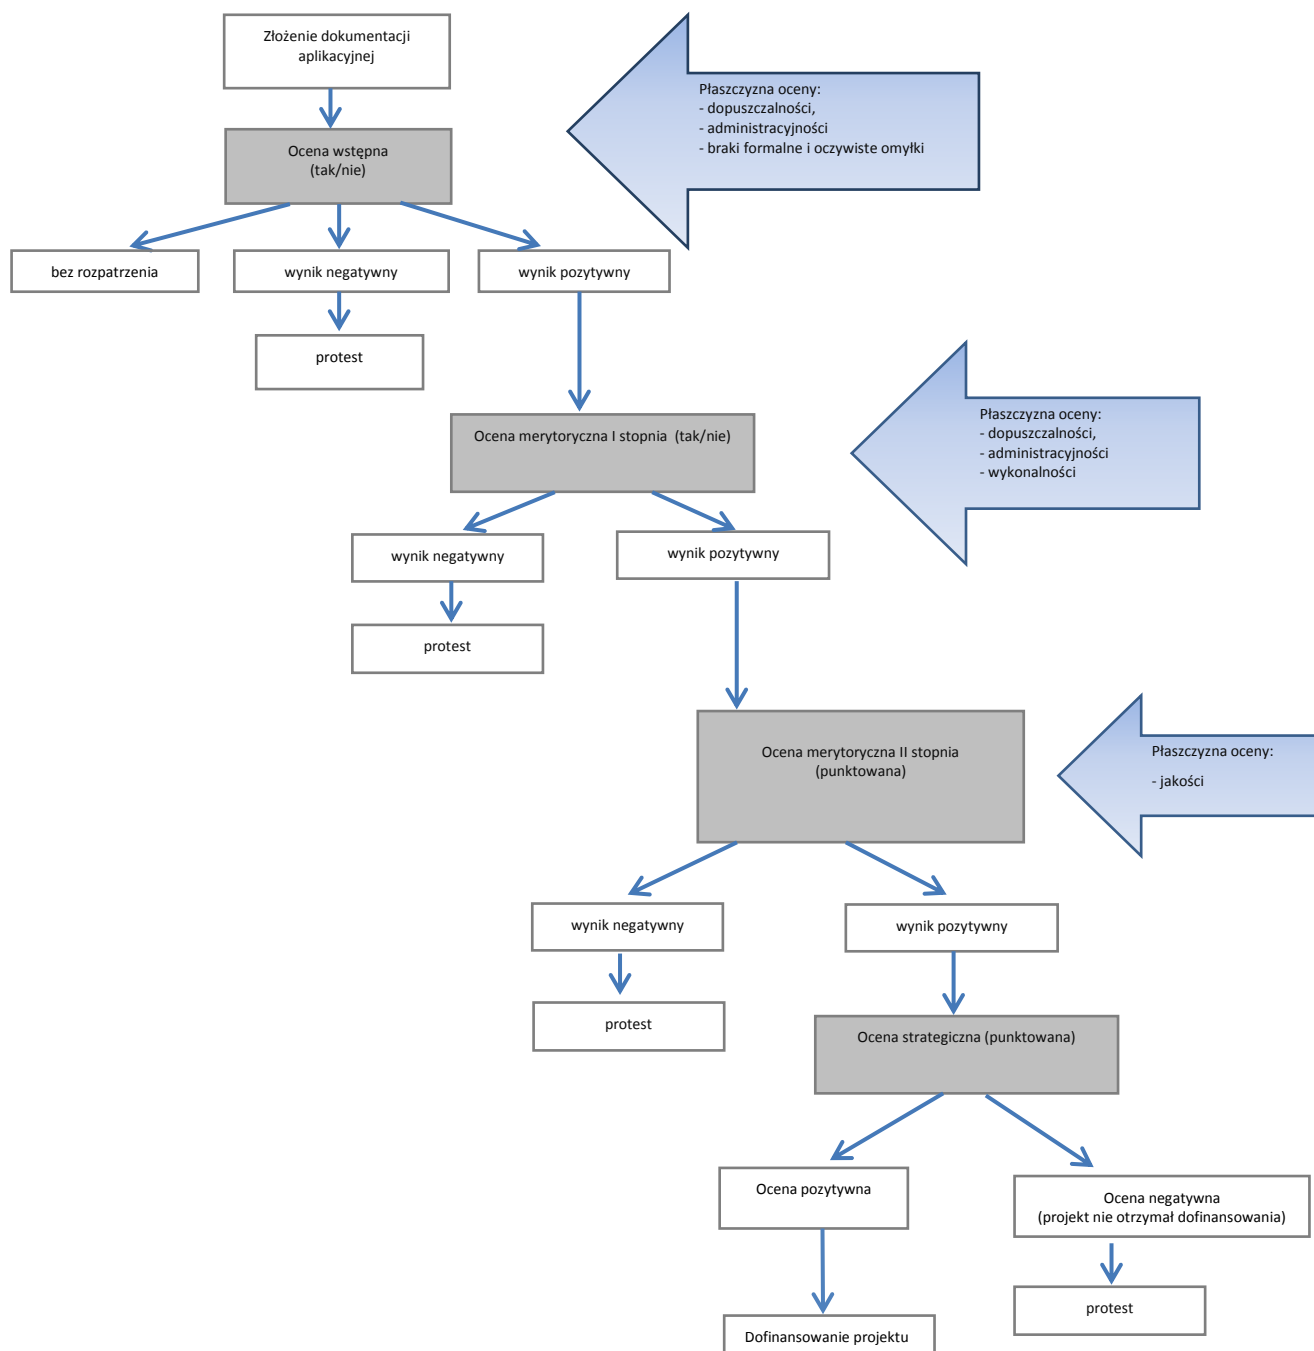 Złożenie dokumentacji
aplikacyjnej
Płaszczyzna oceny:
- dopuszczalności,
- administracyjności
- braki formalne i oczywiste omyłki
Ocena wstępna
(tak/nie)
bez rozpatrzenia
wynik negatywny
wynik pozytywny
protest
Płaszczyzna oceny:
- dopuszczalności,
- administracyjności
- wykonalności
Ocena merytoryczna I stopnia (tak/nie)
wynik negatywny
wynik pozytywny
protest
Ocena merytoryczna II stopnia
(punktowana)
Płaszczyzna oceny:
- jakości
wynik negatywny
wynik pozytywny
protest
Ocena strategiczna (punktowana)
Ocena pozytywna
Ocena negatywna
(projekt nie otrzymał dofinansowania)
protest
Dofinansowanie projektu